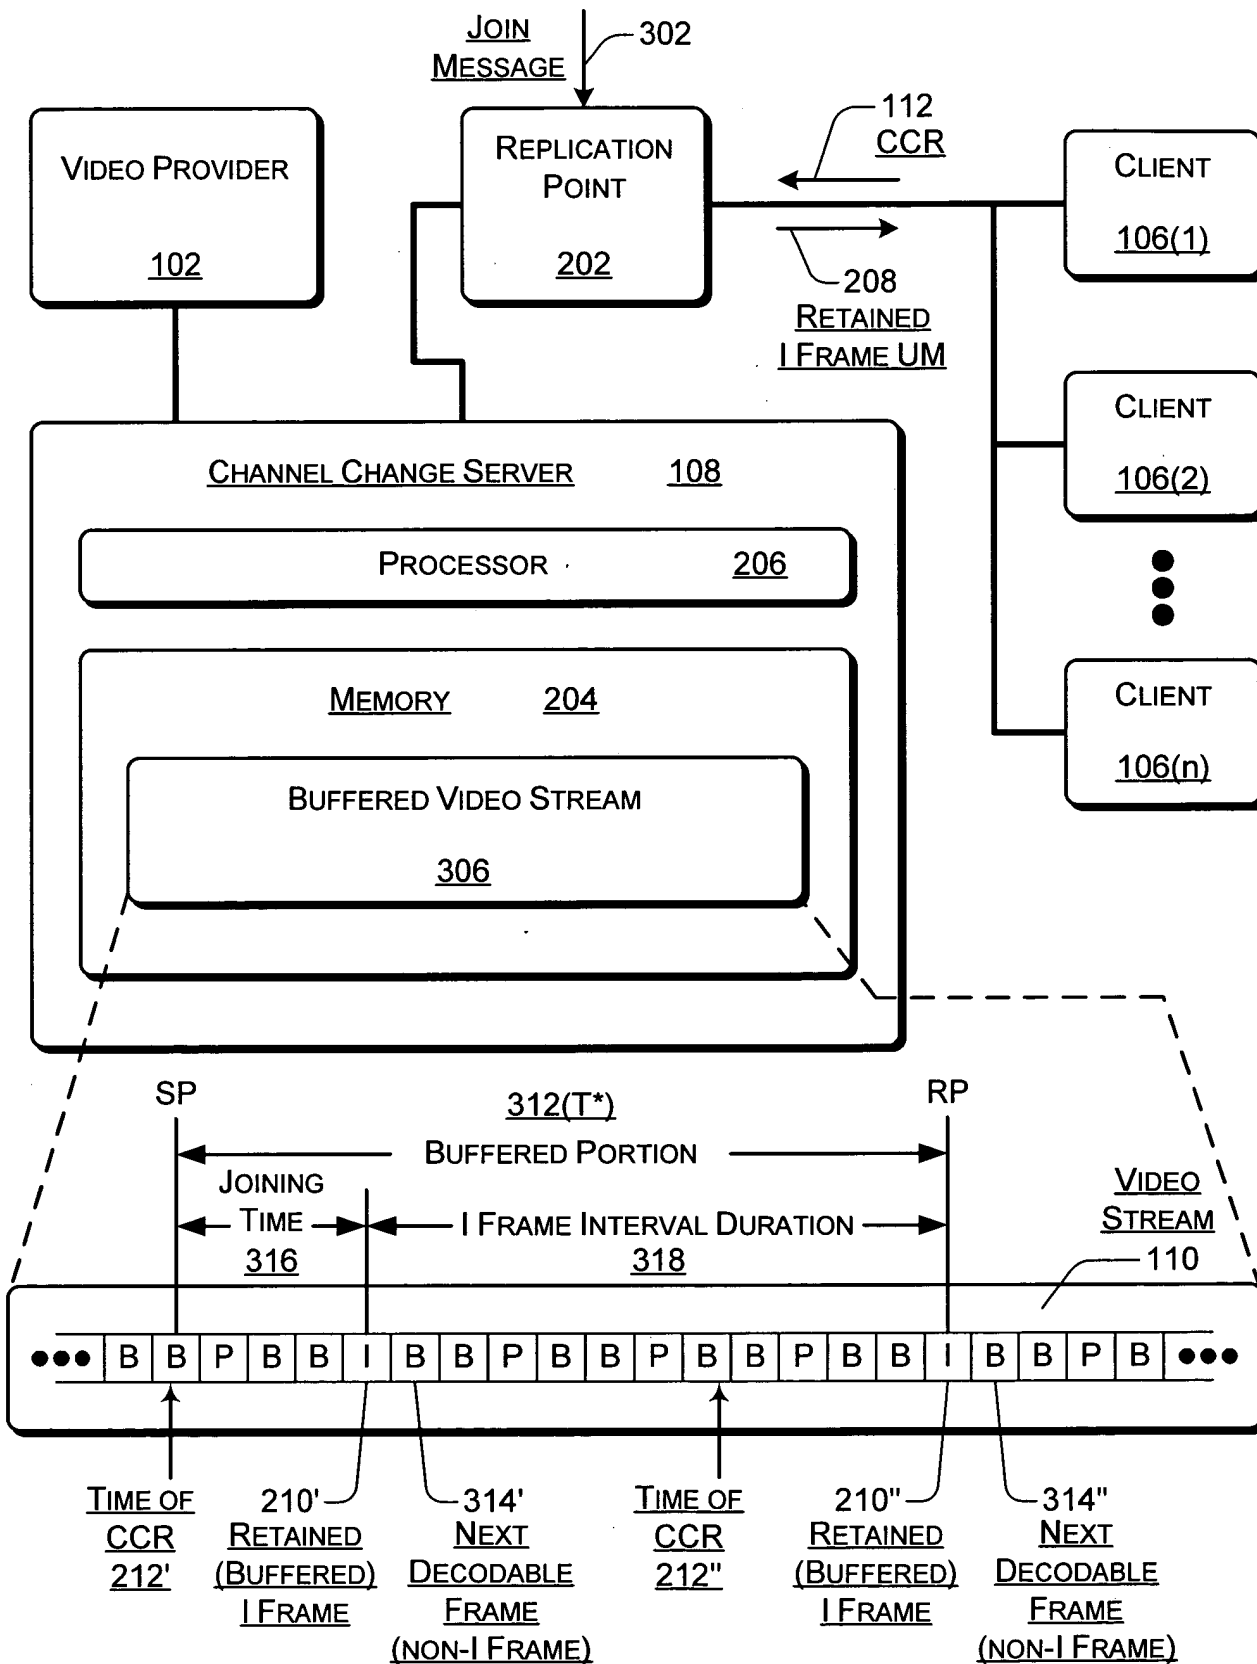 JOIN
MESSAGE
302
VIDEO PROVIDER
102
REPLICATION
POINT
202
112
CCR
208
RETAINED
I FRAME UM
CLIENT
106(1)
CLIENT
106(2)
CLIENT
106(n)
CHANNEL CHANGE SERVER 108
PROCESSOR 206
MEMORY 204
BUFFERED VIDEO STREAM
306
SP
312(T*)
RP
BUFFERED PORTION
JOINING
TIME
316
I FRAME INTERVAL DURATION
318
VIDEO
STREAM
110
B B P B B I B B P B B P B B P B B I B B P B
TIME OF
CCR
212'
210'
RETAINED
(BUFFERED)
I FRAME
314'
NEXT
DECODABLE
FRAME
(NON-I FRAME)
TIME OF
CCR
212"
210"
RETAINED
(BUFFERED)
I FRAME
314"
NEXT
DECODABLE
FRAME
(NON-I FRAME)